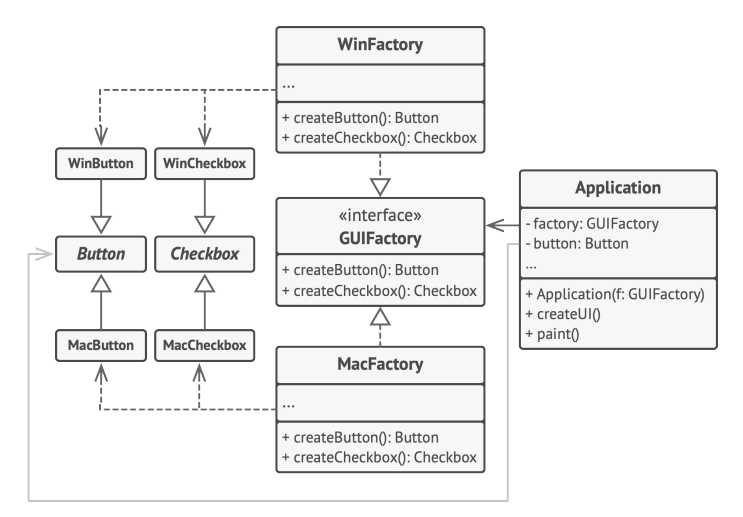 WinFactory
...
+ createButton(): Button
+ createCheckbox(): Checkbox
WinButton
WinCheckbox
Button
Checkbox
MacButton
MacCheckbox
«interface»
GUIFactory
+ createButton(): Button
+ createCheckbox(): Checkbox
MacFactory
...
+ createButton(): Button
+ createCheckbox(): Checkbox
Application
- factory: GUIFactory
- button: Button
...
+ Application(f: GUIFactory)
+ createUI()
+ paint()